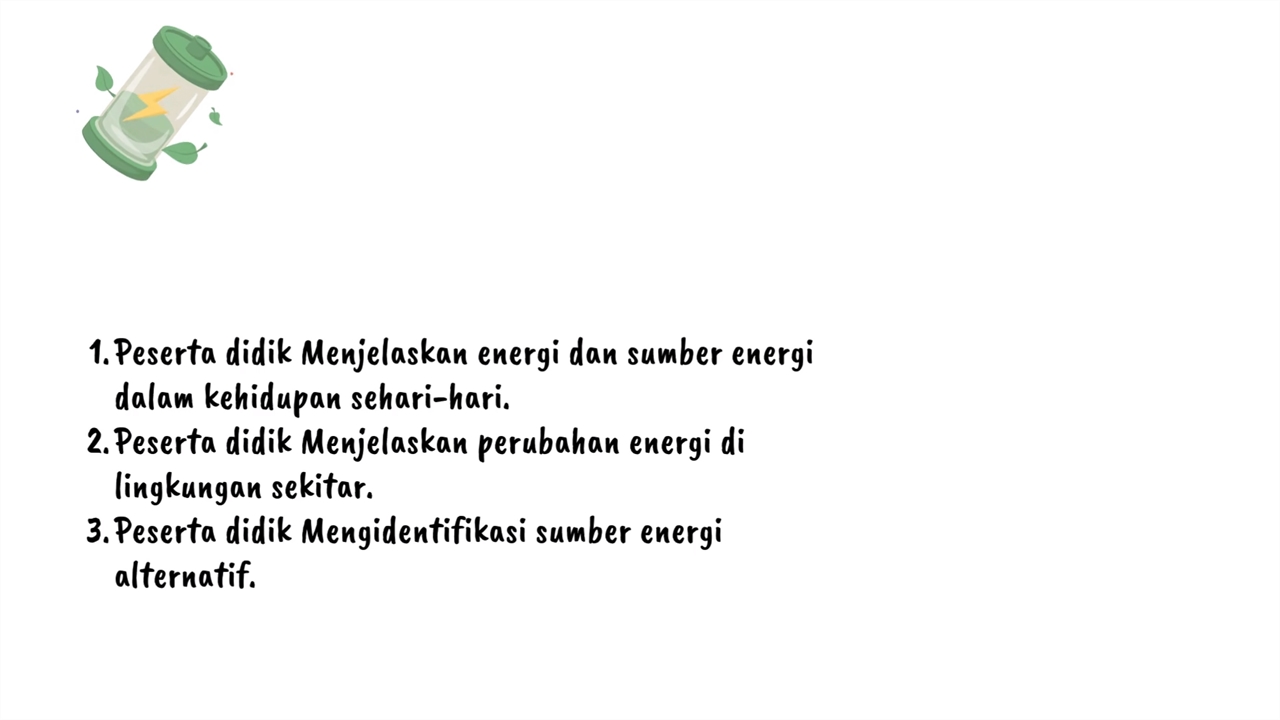 1. Peserta didik Menjelaskan energi dan sumber energi
dalam kehidupan sehari-hari.
2. Peserta didik Menjelaskan perubahan energi di
lingkungan sekitar.
3. Peserta didik Mengidentifikasi sumber energi
alternatif.